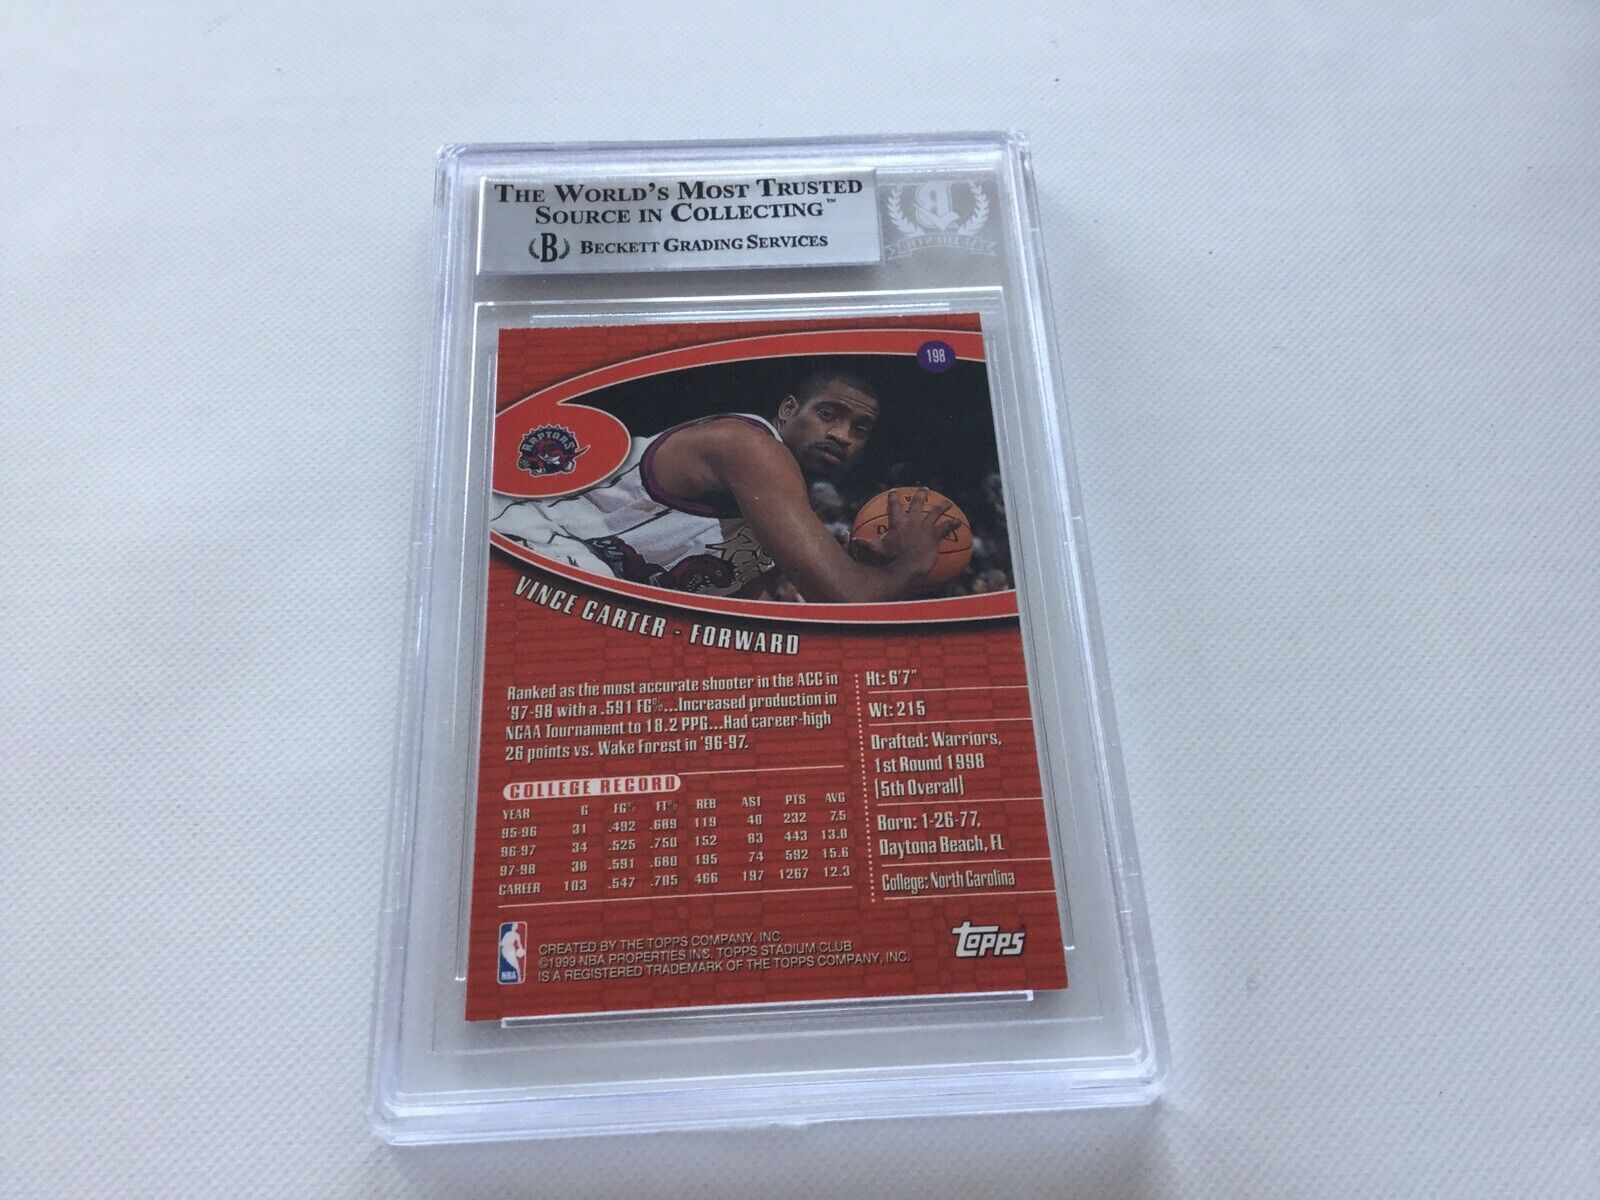 THE WORLD'S MOST TRUSTED
SOURCE IN COLLECTING™
B BECKETT GRADING SERVICES
198
RAPTORS
VINCE CARTER - FORWARD
Ranked as the most accurate shooter in the ACC in
'97-98 with a .591 FG%...Increased production in
NCAA Tournament to 18.2 PPG...Had career-high
26 points vs. Wake Forest in '96-97.
Ht: 6'7"
Wt: 215
Drafted: Warriors,
1st Round 1998
(5th Overall)
Born: 1-26-77,
Daytona Beach, FL
College: North Carolina
COLLEGE RECORD
YEAR G FG% FT% REB AST PTS AVG
95-96 31 .492 .689 119 40 232 7.5
96-97 34 .525 .750 152 83 443 13.0
97-98 38 .591 .680 195 74 592 15.6
CAREER 103 .547 .705 466 197 1267 12.3
NBA
CREATED BY THE TOPPS COMPANY, INC.
©1999 NBA PROPERTIES INC. TOPPS STADIUM CLUB
IS A REGISTERED TRADEMARK OF THE TOPPS COMPANY, INC.
TOPPS